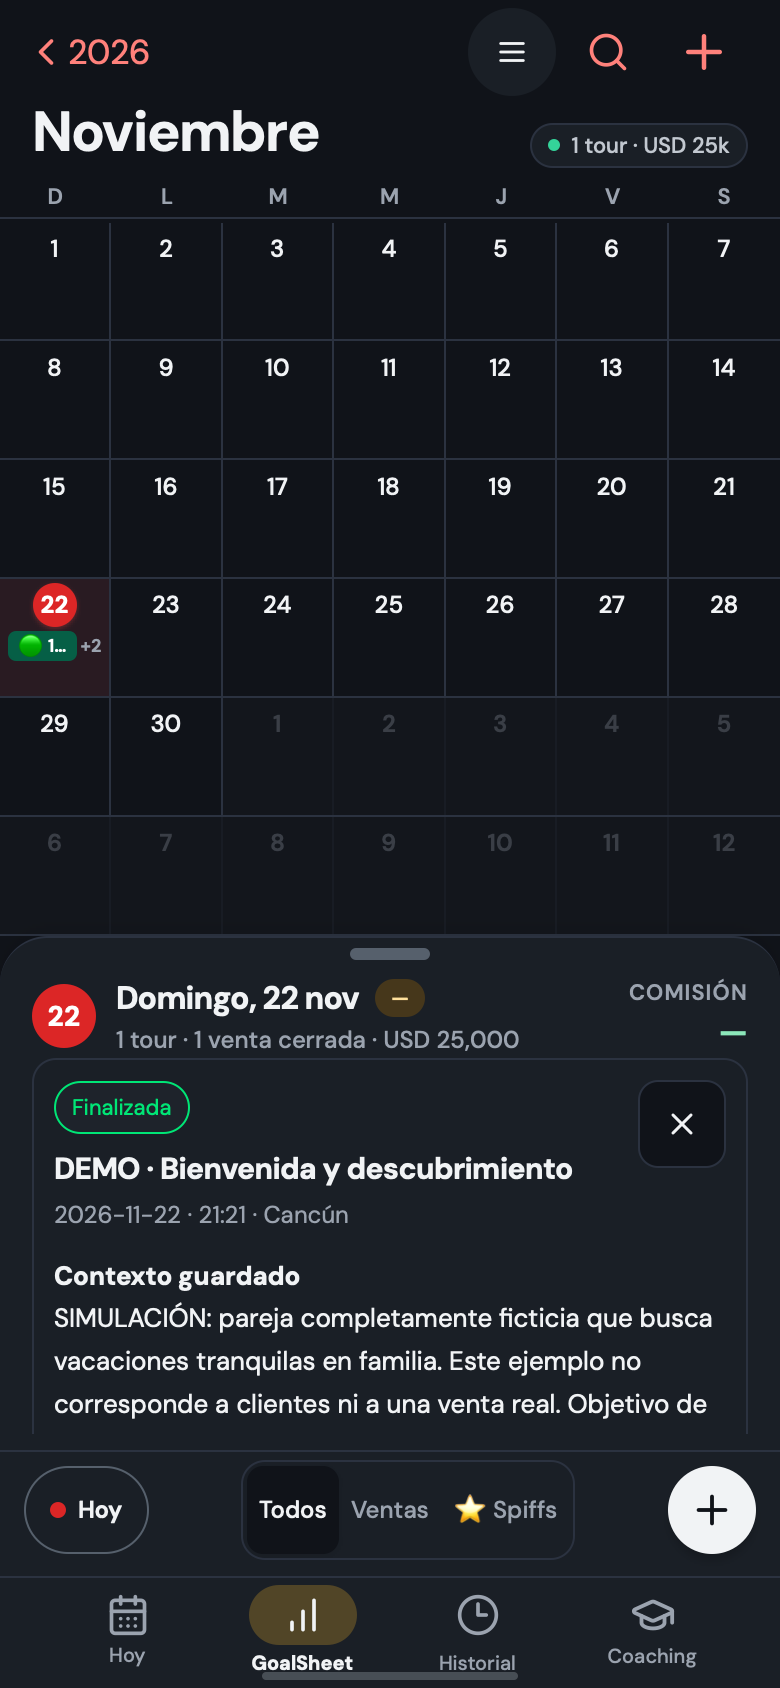 2026
Noviembre
1 tour · USD 25k
D L M M J V S
1 2 3 4 5 6 7
8 9 10 11 12 13 14
15 16 17 18 19 20 21
22 23 24 25 26 27 28
1... +2
29 30 1 2 3 4 5
6 7 8 9 10 11 12
22
Domingo, 22 nov –
COMISIÓN
1 tour · 1 venta cerrada · USD 25,000
—
Finalizada
DEMO · Bienvenida y descubrimiento
2026-11-22 · 21:21 · Cancún
Contexto guardado
SIMULACIÓN: pareja completamente ficticia que busca
vacaciones tranquilas en familia. Este ejemplo no
corresponde a clientes ni a una venta real. Objetivo de
Hoy
Todos Ventas ⭐ Spiffs
Hoy GoalSheet Historial Coaching